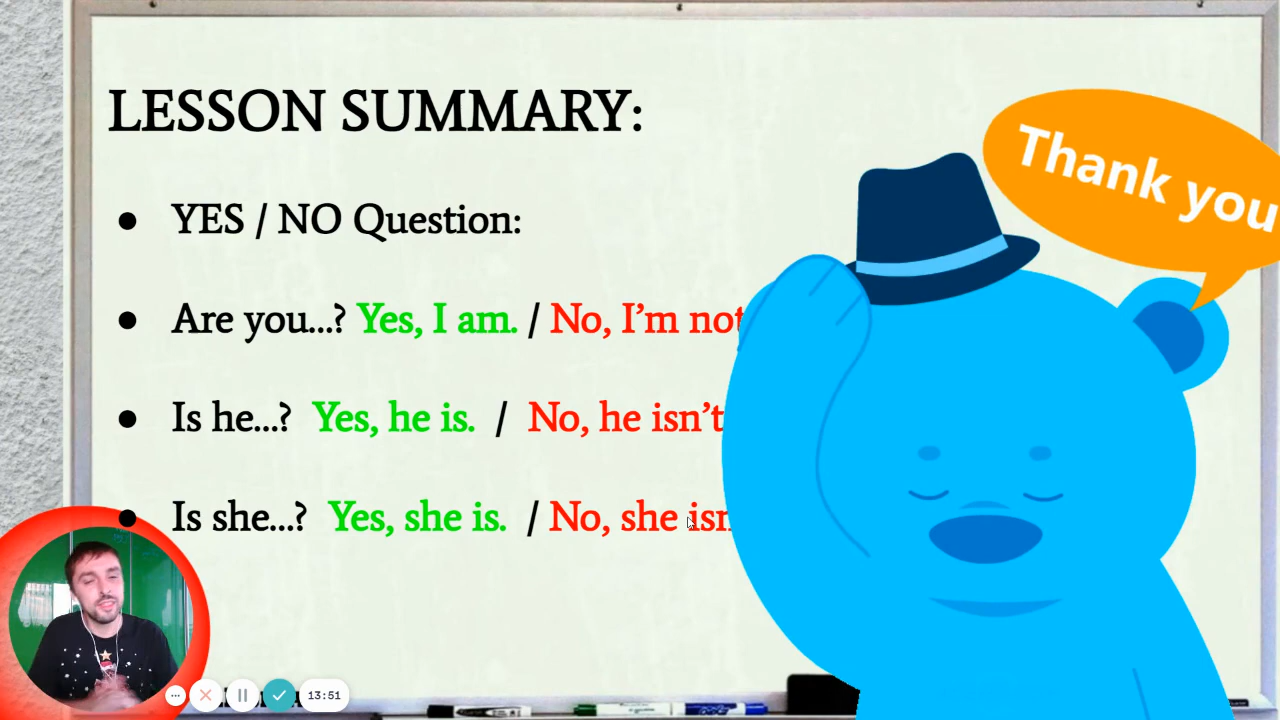 LESSON SUMMARY:
Thank you
● YES / NO Question:
● Are you...? Yes, I am. / No, I’m not
● Is he...? Yes, he is. / No, he isn’t
● Is she...? Yes, she is. / No, she isn
13:51